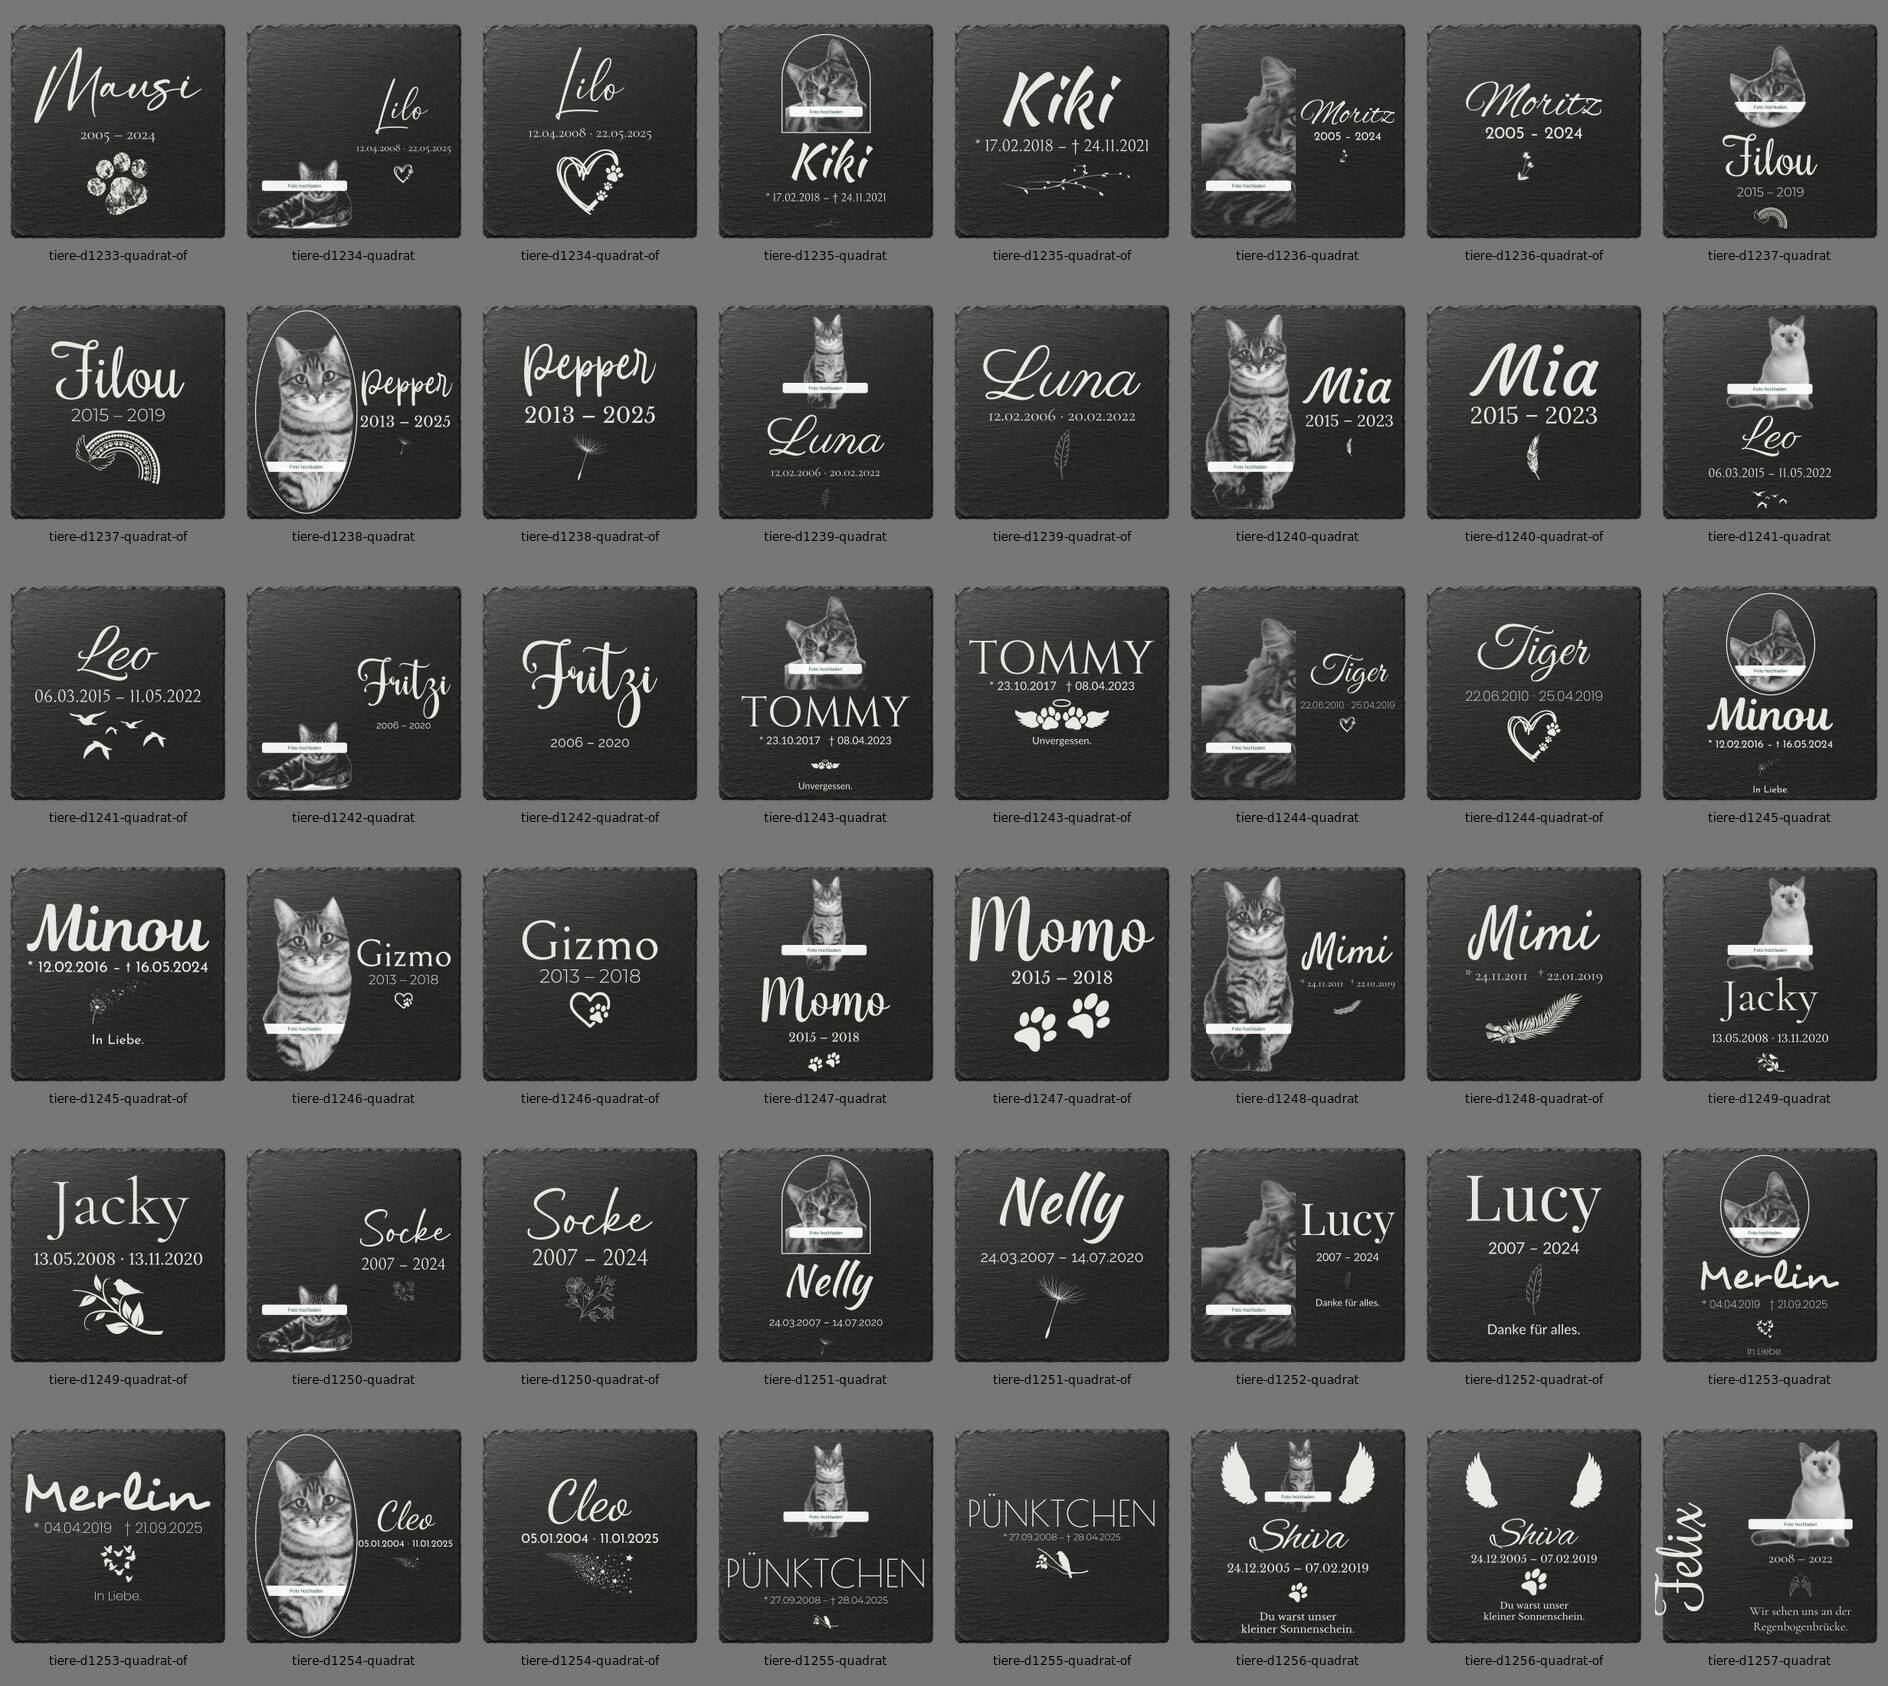 Mausi
2005 – 2024
tiere-d1233-quadrat-of
Lilo
12.04.2008 · 22.05.2025
Foto hochladen
tiere-d1234-quadrat
Lilo
12.04.2008 · 22.05.2025
tiere-d1234-quadrat-of
Foto hochladen
Kiki
* 17.02.2018 – † 24.11.2021
tiere-d1235-quadrat
Kiki
* 17.02.2018 – † 24.11.2021
tiere-d1235-quadrat-of
Moritz
2005 - 2024
Foto hochladen
tiere-d1236-quadrat
Moritz
2005 - 2024
tiere-d1236-quadrat-of
Foto hochladen
Filou
2015 – 2019
tiere-d1237-quadrat
Filou
2015 – 2019
tiere-d1237-quadrat-of
Pepper
2013 – 2025
Foto hochladen
tiere-d1238-quadrat
Pepper
2013 – 2025
tiere-d1238-quadrat-of
Foto hochladen
Luna
12.02.2006 · 20.02.2022
tiere-d1239-quadrat
Luna
12.02.2006 · 20.02.2022
tiere-d1239-quadrat-of
Mia
2015 – 2023
Foto hochladen
tiere-d1240-quadrat
Mia
2015 – 2023
tiere-d1240-quadrat-of
Foto hochladen
Leo
06.03.2015 – 11.05.2022
tiere-d1241-quadrat
Leo
06.03.2015 – 11.05.2022
tiere-d1241-quadrat-of
Fritzi
2006 – 2020
Foto hochladen
tiere-d1242-quadrat
Fritzi
2006 – 2020
tiere-d1242-quadrat-of
Foto hochladen
TOMMY
* 23.10.2017 † 08.04.2023
Unvergessen.
tiere-d1243-quadrat
TOMMY
* 23.10.2017 † 08.04.2023
Unvergessen.
tiere-d1243-quadrat-of
Tiger
22.06.2010 · 25.04.2019
Foto hochladen
tiere-d1244-quadrat
Tiger
22.06.2010 · 25.04.2019
tiere-d1244-quadrat-of
Foto hochladen
Minou
* 12.02.2016 – † 16.05.2024
In Liebe.
tiere-d1245-quadrat
Minou
* 12.02.2016 – † 16.05.2024
In Liebe.
tiere-d1245-quadrat-of
Gizmo
2013 – 2018
Foto hochladen
tiere-d1246-quadrat
Gizmo
2013 – 2018
tiere-d1246-quadrat-of
Foto hochladen
Momo
2015 – 2018
tiere-d1247-quadrat
Momo
2015 – 2018
tiere-d1247-quadrat-of
Mimi
* 24.11.2011 † 22.01.2019
Foto hochladen
tiere-d1248-quadrat
Mimi
* 24.11.2011 † 22.01.2019
tiere-d1248-quadrat-of
Foto hochladen
Jacky
13.05.2008 · 13.11.2020
tiere-d1249-quadrat
Jacky
13.05.2008 · 13.11.2020
tiere-d1249-quadrat-of
Socke
2007 – 2024
Foto hochladen
tiere-d1250-quadrat
Socke
2007 – 2024
tiere-d1250-quadrat-of
Foto hochladen
Nelly
24.03.2007 – 14.07.2020
tiere-d1251-quadrat
Nelly
24.03.2007 – 14.07.2020
tiere-d1251-quadrat-of
Lucy
2007 – 2024
Danke für alles.
Foto hochladen
tiere-d1252-quadrat
Lucy
2007 – 2024
Danke für alles.
tiere-d1252-quadrat-of
Foto hochladen
Merlin
* 04.04.2019 † 21.09.2025
In Liebe.
tiere-d1253-quadrat
Merlin
* 04.04.2019 † 21.09.2025
In Liebe.
tiere-d1253-quadrat-of
Cleo
05.01.2004 · 11.01.2025
Foto hochladen
tiere-d1254-quadrat
Cleo
05.01.2004 · 11.01.2025
tiere-d1254-quadrat-of
Foto hochladen
PÜNKTCHEN
* 27.09.2008 – † 28.04.2025
tiere-d1255-quadrat
PÜNKTCHEN
* 27.09.2008 – † 28.04.2025
tiere-d1255-quadrat-of
Foto hochladen
Shiva
24.12.2005 – 07.02.2019
Du warst unser
kleiner Sonnenschein.
tiere-d1256-quadrat
Shiva
24.12.2005 – 07.02.2019
Du warst unser
kleiner Sonnenschein.
tiere-d1256-quadrat-of
Felix
Foto hochladen
2008 – 2022
Wir sehen uns an der
Regenbogenbrücke.
tiere-d1257-quadrat